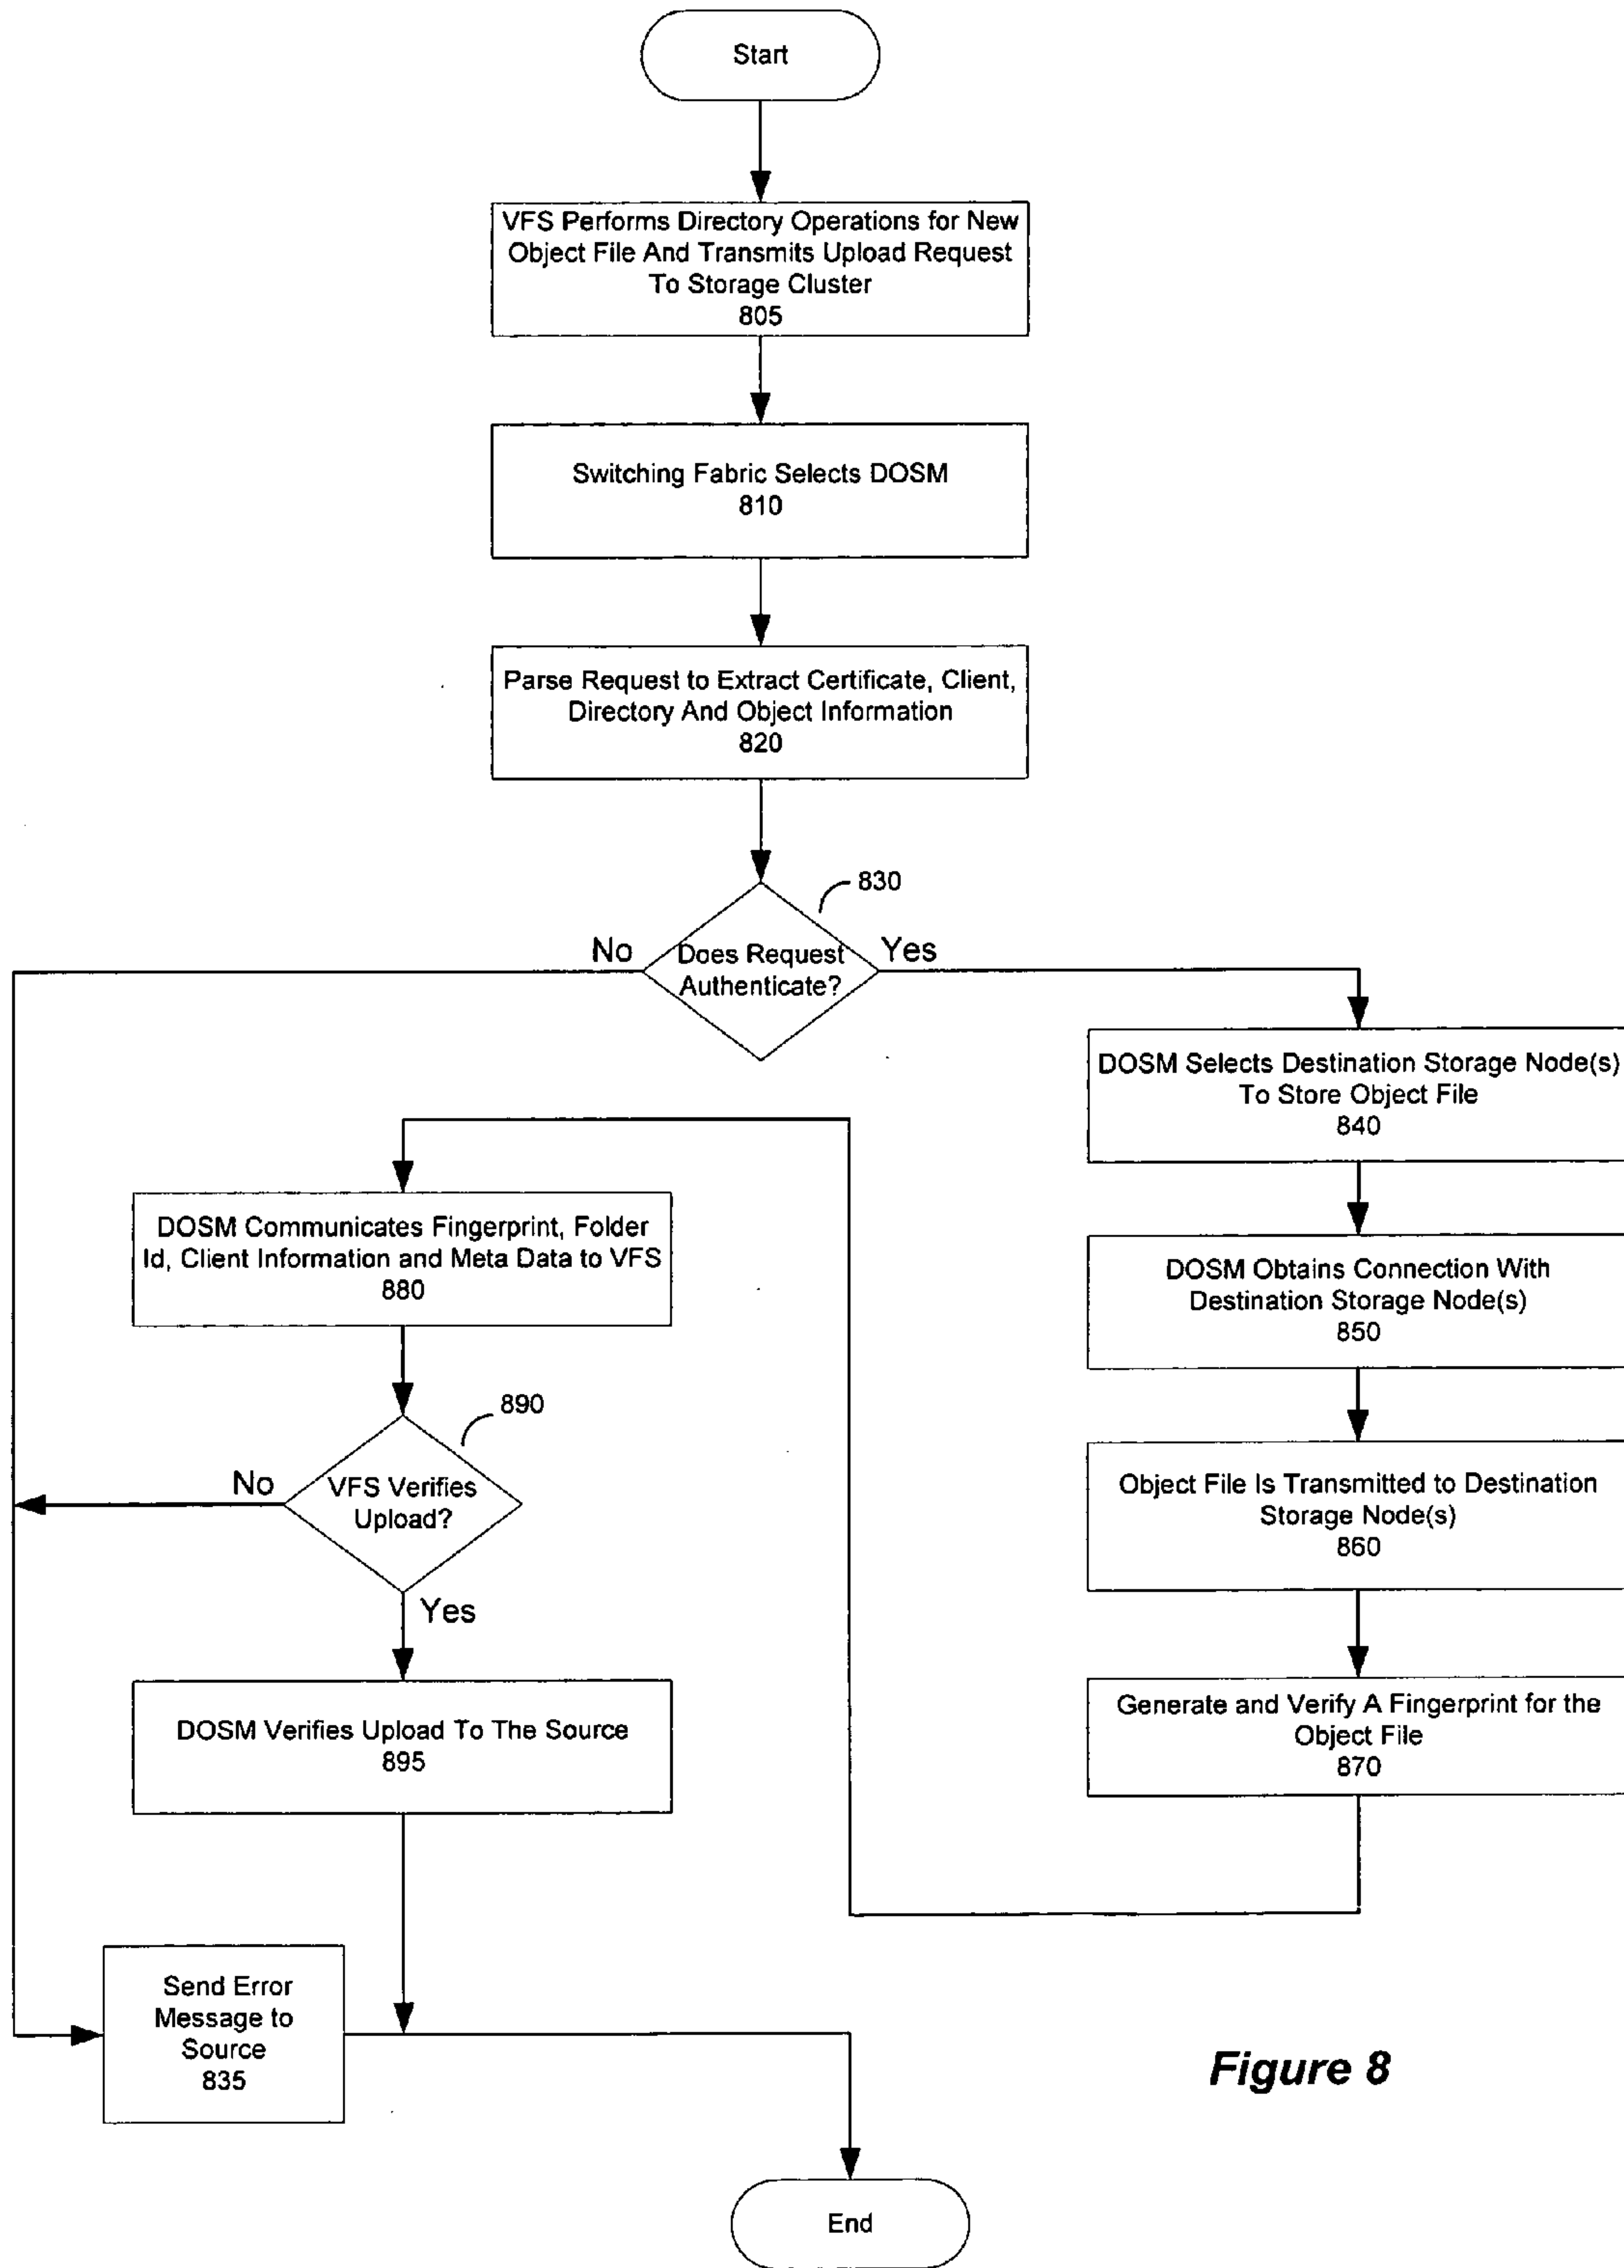 Start
VFS Performs Directory Operations for New
Object File And Transmits Upload Request
To Storage Cluster
805
Switching Fabric Selects DOSM
810
Parse Request to Extract Certificate, Client,
Directory And Object Information
820
830
No
Does Request
Authenticate?
Yes
DOSM Selects Destination Storage Node(s)
To Store Object File
840
DOSM Obtains Connection With
Destination Storage Node(s)
850
Object File Is Transmitted to Destination
Storage Node(s)
860
Generate and Verify A Fingerprint for the
Object File
870
DOSM Communicates Fingerprint, Folder
Id, Client Information and Meta Data to VFS
880
890
No
VFS Verifies
Upload?
Yes
DOSM Verifies Upload To The Source
895
Send Error
Message to
Source
835
End
Figure 8